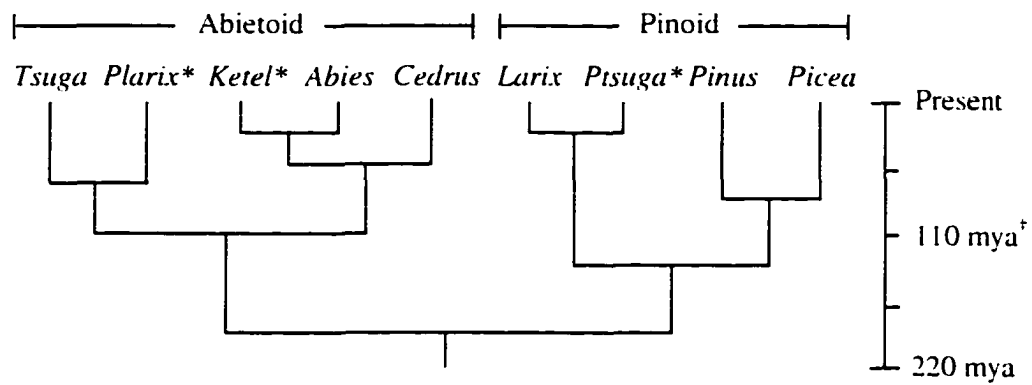 Abietoid Pinoid
Tsuga Plarix* Ketel* Abies Cedrus Larix Ptsuga* Pinus Picea
Present
110 mya†
220 mya